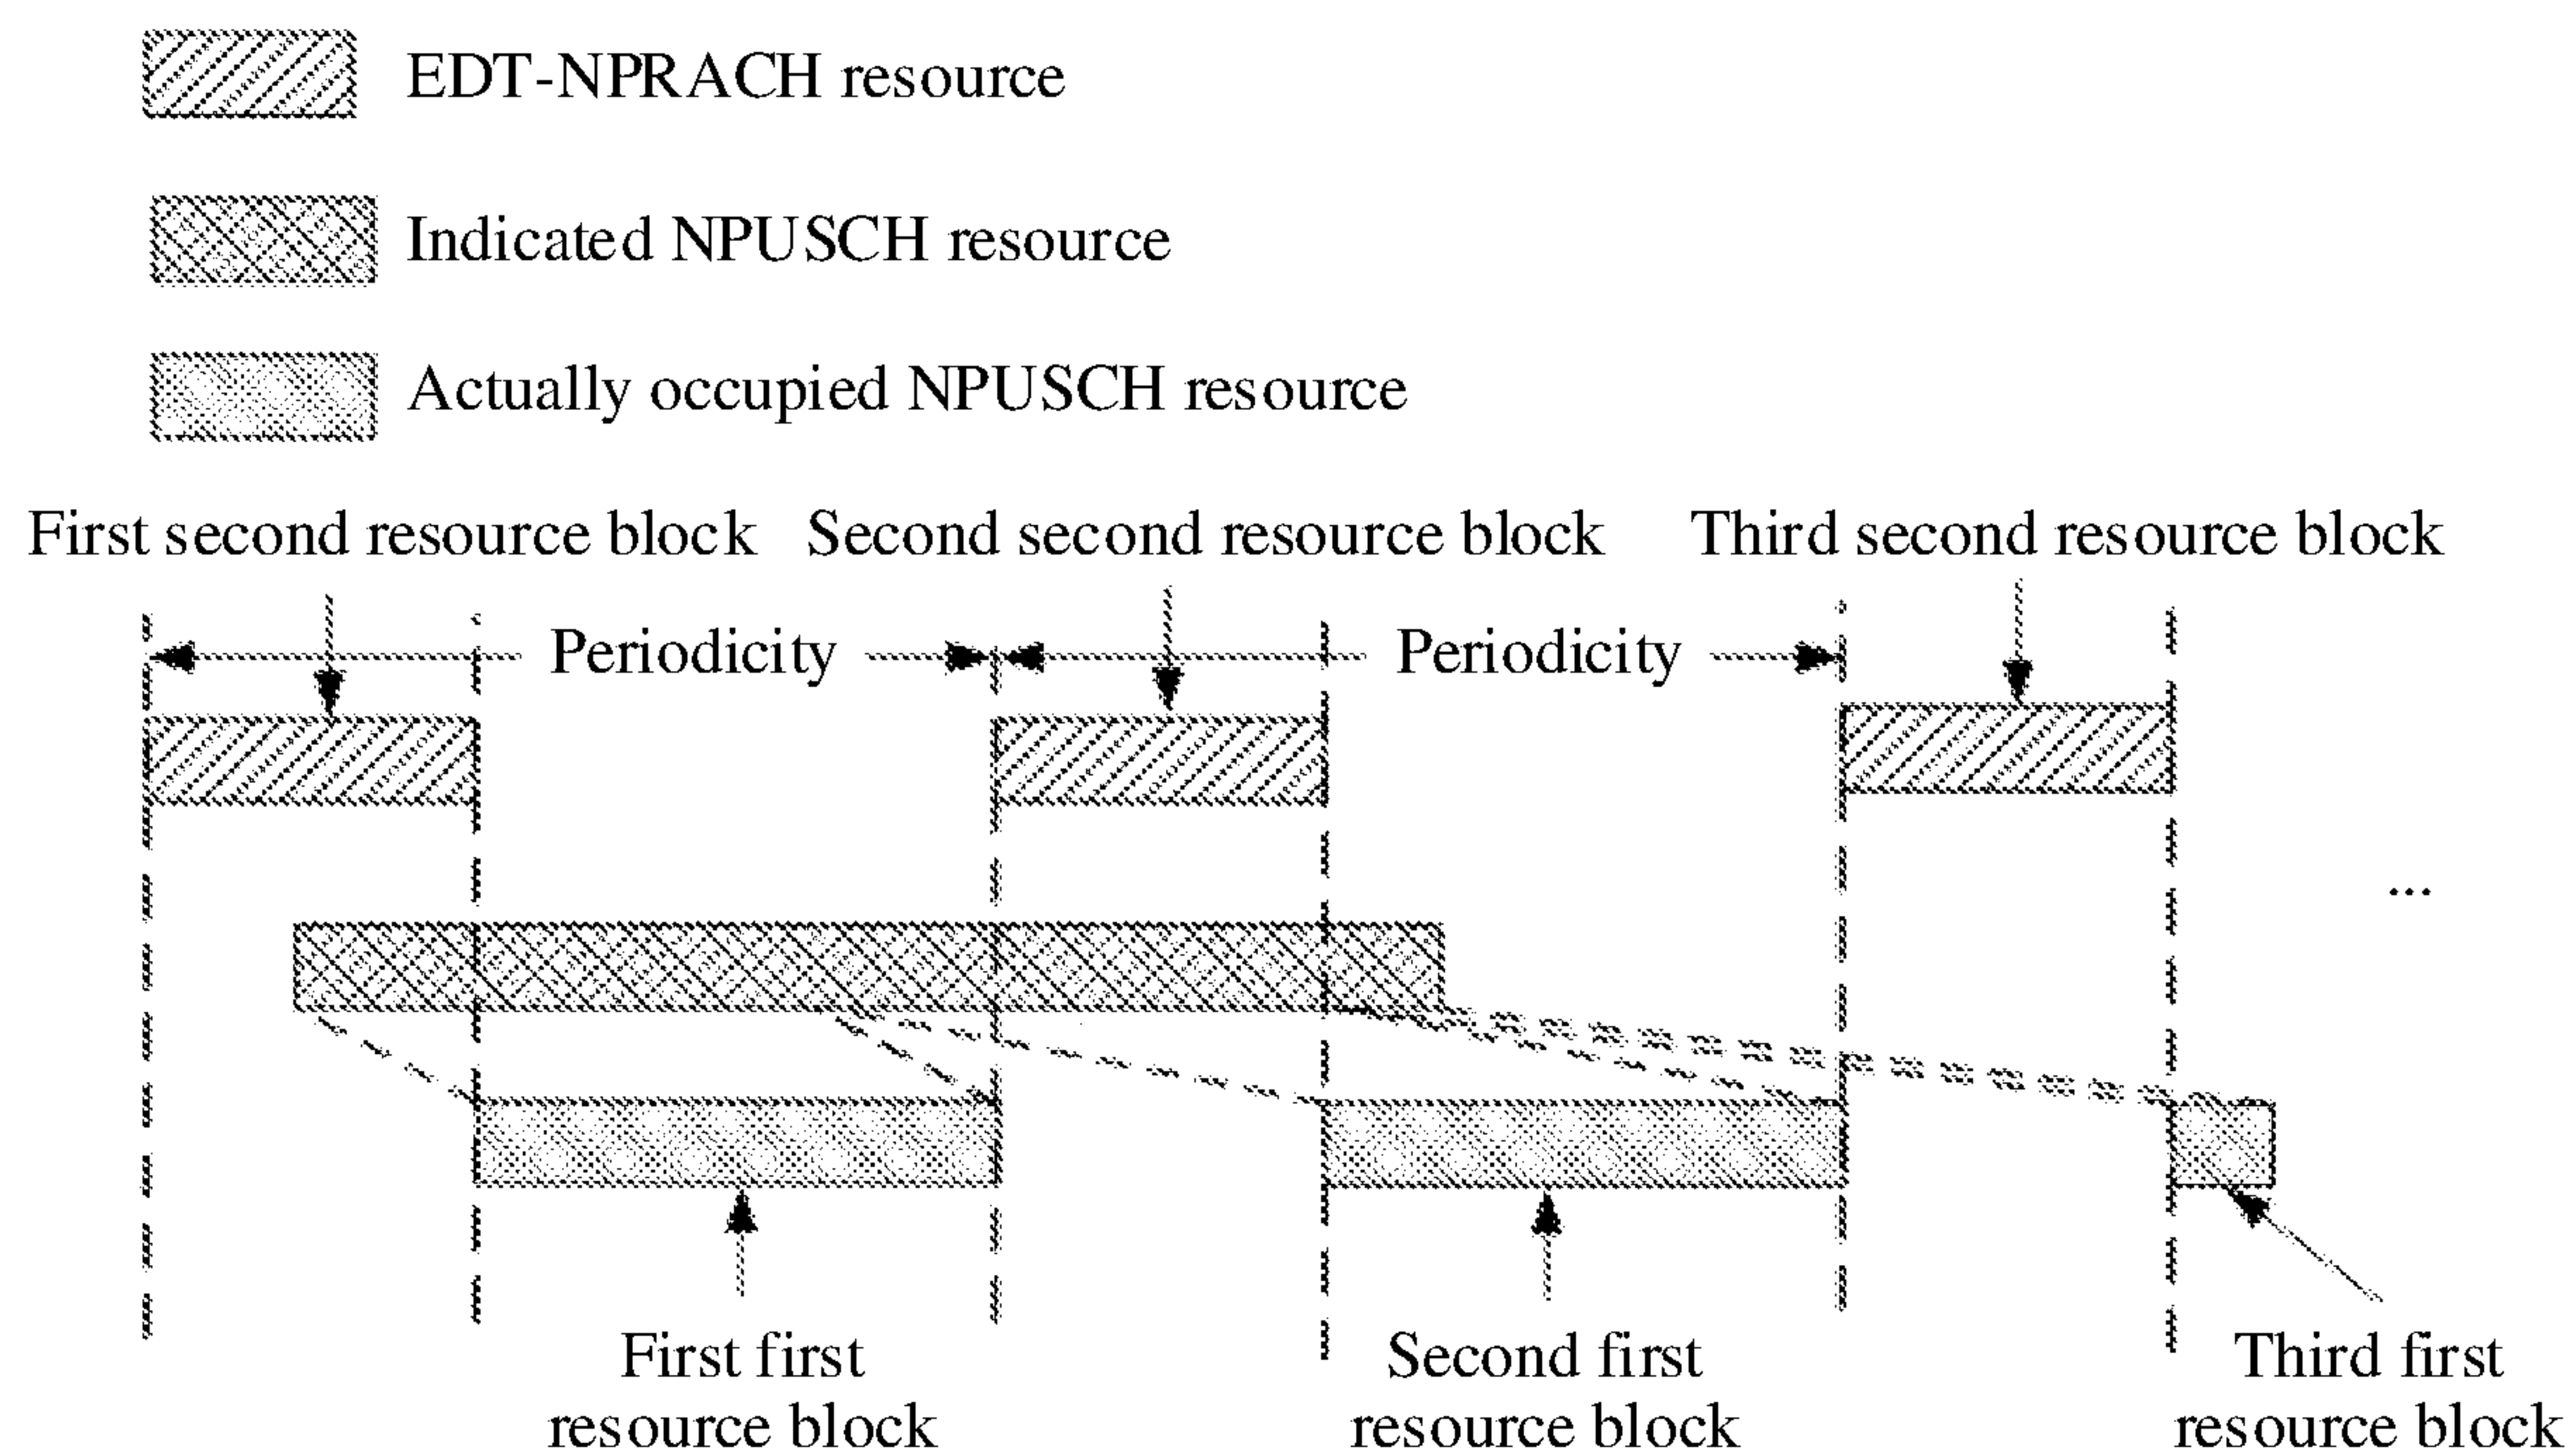 EDT-NPRACH resource
Indicated NPUSCH resource
Actually occupied NPUSCH resource
First second resource block
Second second resource block
Third second resource block
Periodicity
Periodicity
...
First first
resource block
Second first
resource block
Third first
resource block